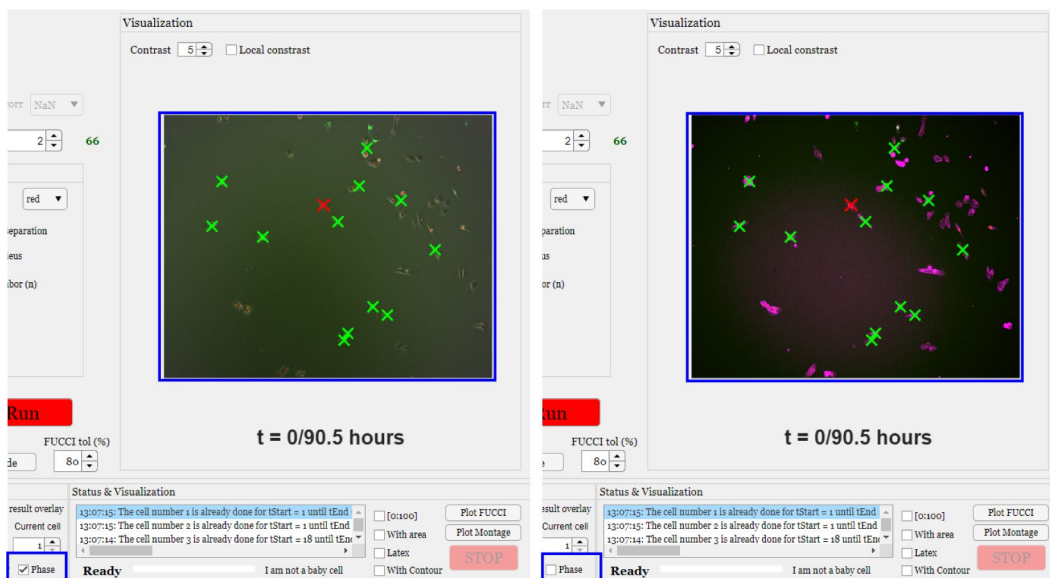 Visualization
Contrast 5 Local constrast
orr NaN
2 66
red
separation
eus
bor (n)
Run
FUCCI tol (%)
de 80
t = 0/90.5 hours
Status & Visualization
result overlay
Current cell
1
Phase
13:07:15: The cell number 1 is already done for tStart = 1 until tEnd
13:07:15: The cell number 2 is already done for tStart = 1 until tEnd
13:07:14: The cell number 3 is already done for tStart = 18 until tEnd
Ready I am not a baby cell
[0:100]
With area
Latex
With Contour
Plot FUCCI
Plot Montage
STOP
Visualization
Contrast 5 Local constrast
rr NaN
2 66
red
paration
us
or (n)
un
FUCCI tol (%)
80
t = 0/90.5 hours
Status & Visualization
sult overlay
Current cell
1
Phase
13:07:15: The cell number 1 is already done for tStart = 1 until tEnd
13:07:15: The cell number 2 is already done for tStart = 1 until tEnd
13:07:14: The cell number 3 is already done for tStart = 18 until tEnd
Ready I am not a baby cell
[0:100]
With area
Latex
With Contour
Plot FUCCI
Plot Montage
STOP